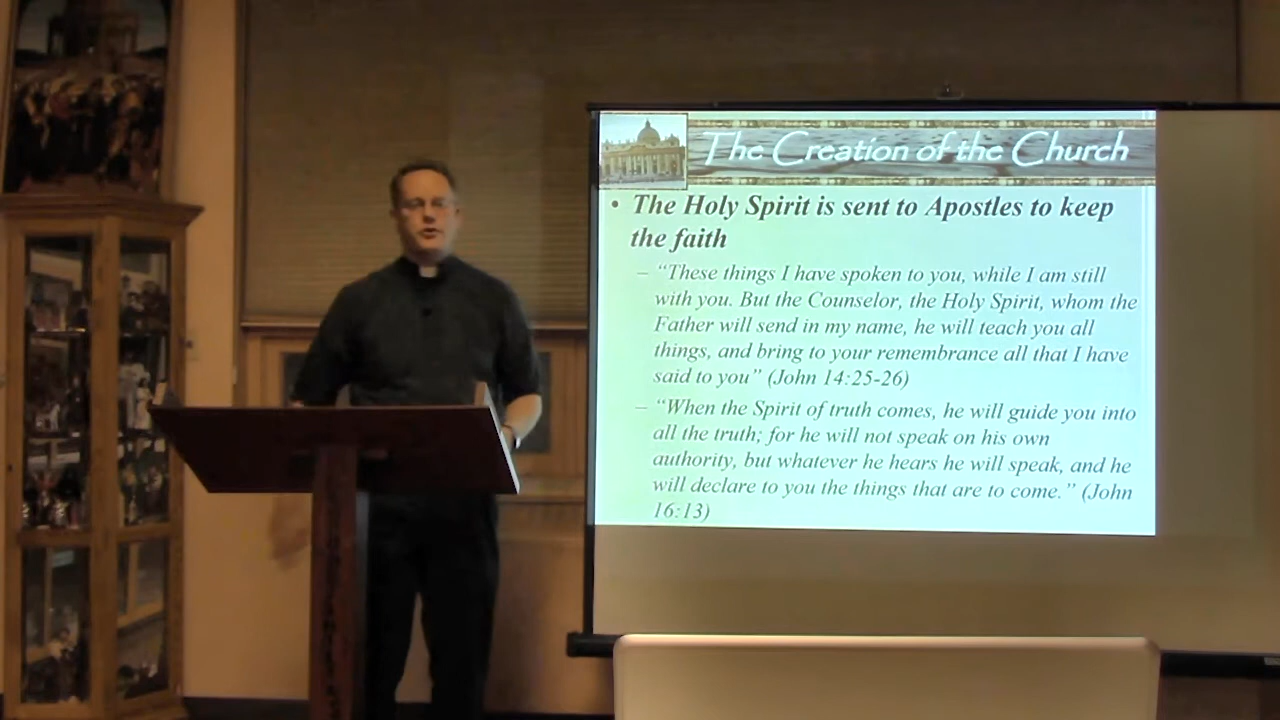 The Creation of the Church
• The Holy Spirit is sent to Apostles to keep
the faith
– “These things I have spoken to you, while I am still
with you. But the Counselor, the Holy Spirit, whom the
Father will send in my name, he will teach you all
things, and bring to your remembrance all that I have
said to you” (John 14:25-26)
– “When the Spirit of truth comes, he will guide you into
all the truth; for he will not speak on his own
authority, but whatever he hears he will speak, and he
will declare to you the things that are to come.” (John
16:13)